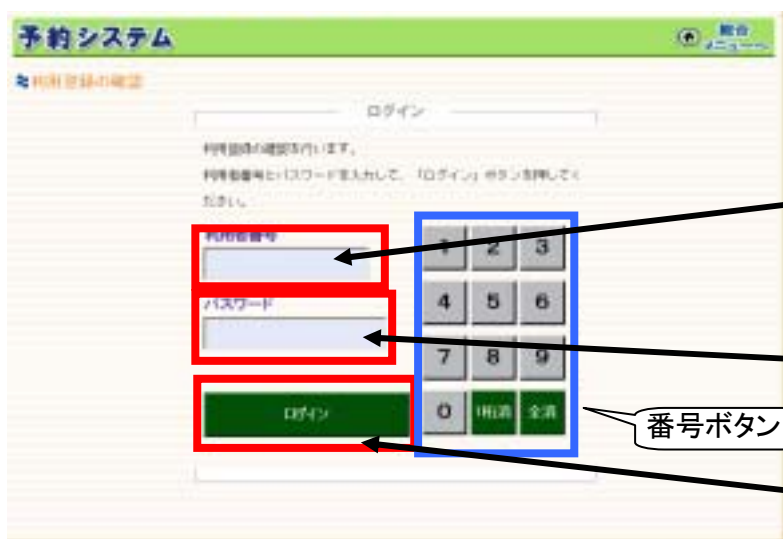 予約システム
総合
メニューへ
利用登録の確認
ログイン
利用登録の確認を行います。
利用者番号とパスワードを入力して、「ログイン」ボタンを押してく
ださい。
利用者番号
1 2 3
パスワード
4 5 6
7 8 9
ログイン
0 1桁消 全消
番号ボタン